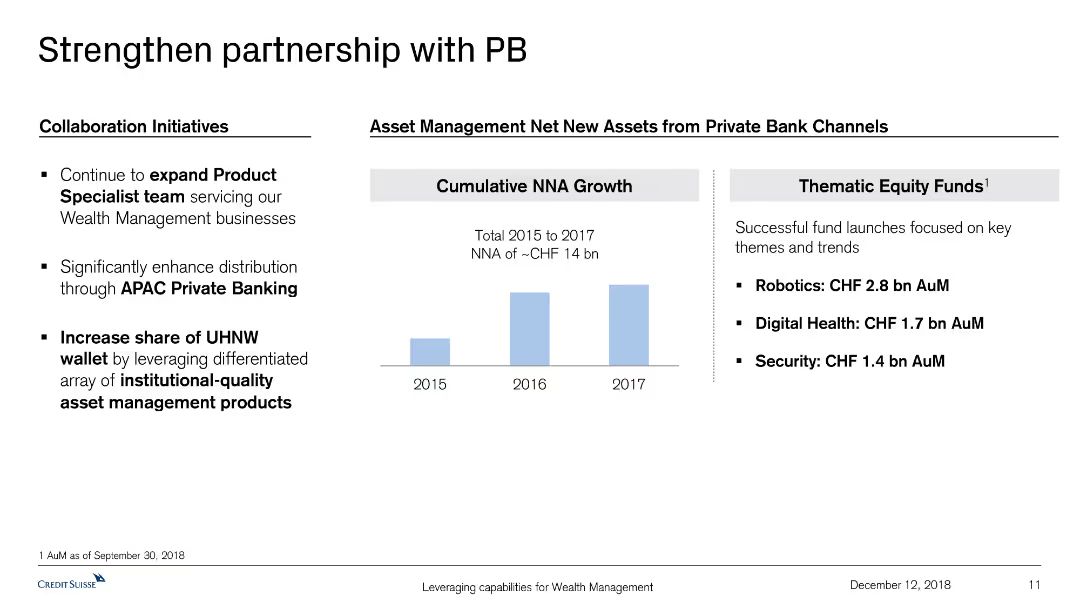 Strengthen partnership with PB
Collaboration Initiatives
▪ Continue to expand Product
Specialist team servicing our
Wealth Management businesses
▪ Significantly enhance distribution
through APAC Private Banking
▪ Increase share of UHNW
wallet by leveraging differentiated
array of institutional-quality
asset management products
Asset Management Net New Assets from Private Bank Channels
Cumulative NNA Growth
Total 2015 to 2017
NNA of ~CHF 14 bn
2015 2016 2017
Thematic Equity Funds¹
Successful fund launches focused on key
themes and trends
▪ Robotics: CHF 2.8 bn AuM
▪ Digital Health: CHF 1.7 bn AuM
▪ Security: CHF 1.4 bn AuM
1 AuM as of September 30, 2018
CREDIT SUISSE
Leveraging capabilities for Wealth Management
December 12, 2018
11